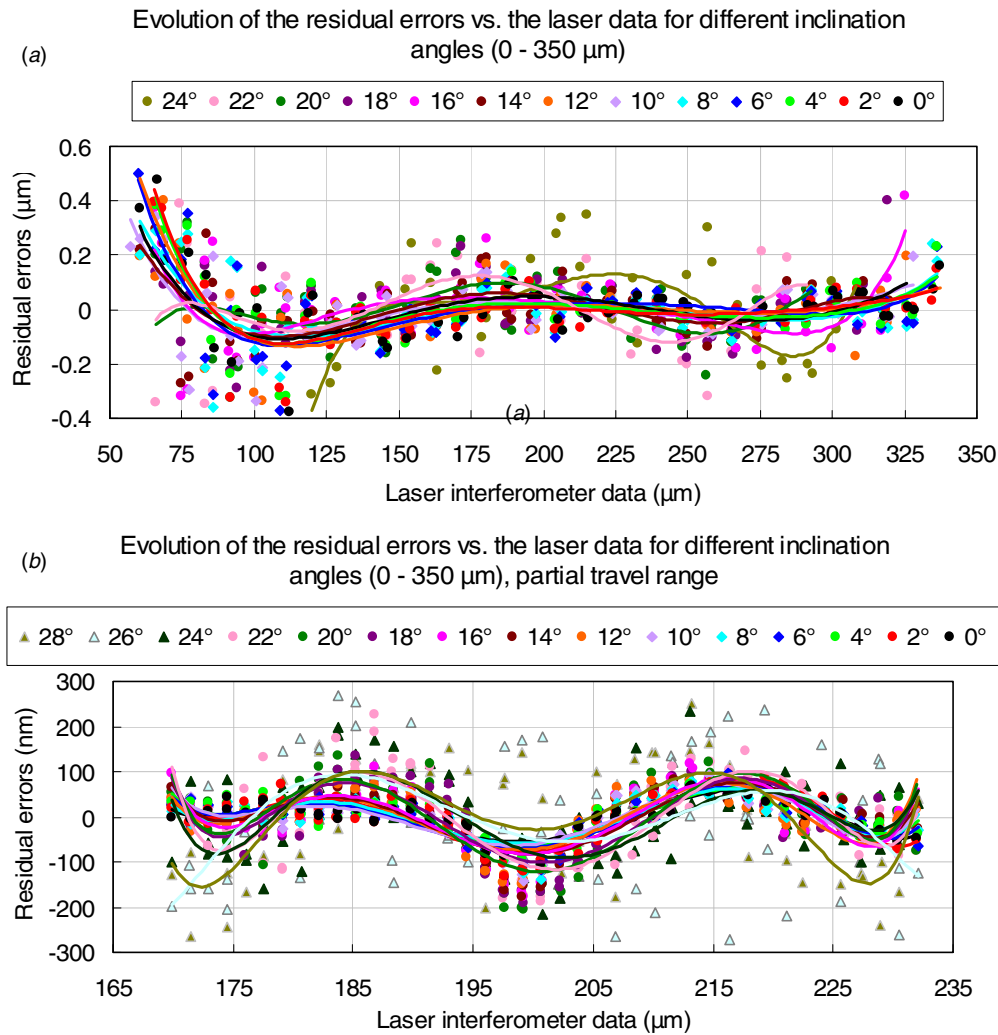 Evolution of the residual errors vs. the laser data for different inclination
(a)
angles (0 - 350 µm)
24° 22° 20° 18° 16° 14° 12° 10° 8° 6° 4° 2° 0°
Residual errors (µm)
0.6
0.4
0.2
0
-0.2
-0.4
(a)
50 75 100 125 150 175 200 225 250 275 300 325 350
Laser interferometer data (µm)
(b)
Evolution of the residual errors vs. the laser data for different inclination
angles (0 - 350 µm), partial travel range
28° 26° 24° 22° 20° 18° 16° 14° 12° 10° 8° 6° 4° 2° 0°
Residual errors (nm)
300
200
100
0
-100
-200
-300
165 175 185 195 205 215 225 235
Laser interferometer data (µm)